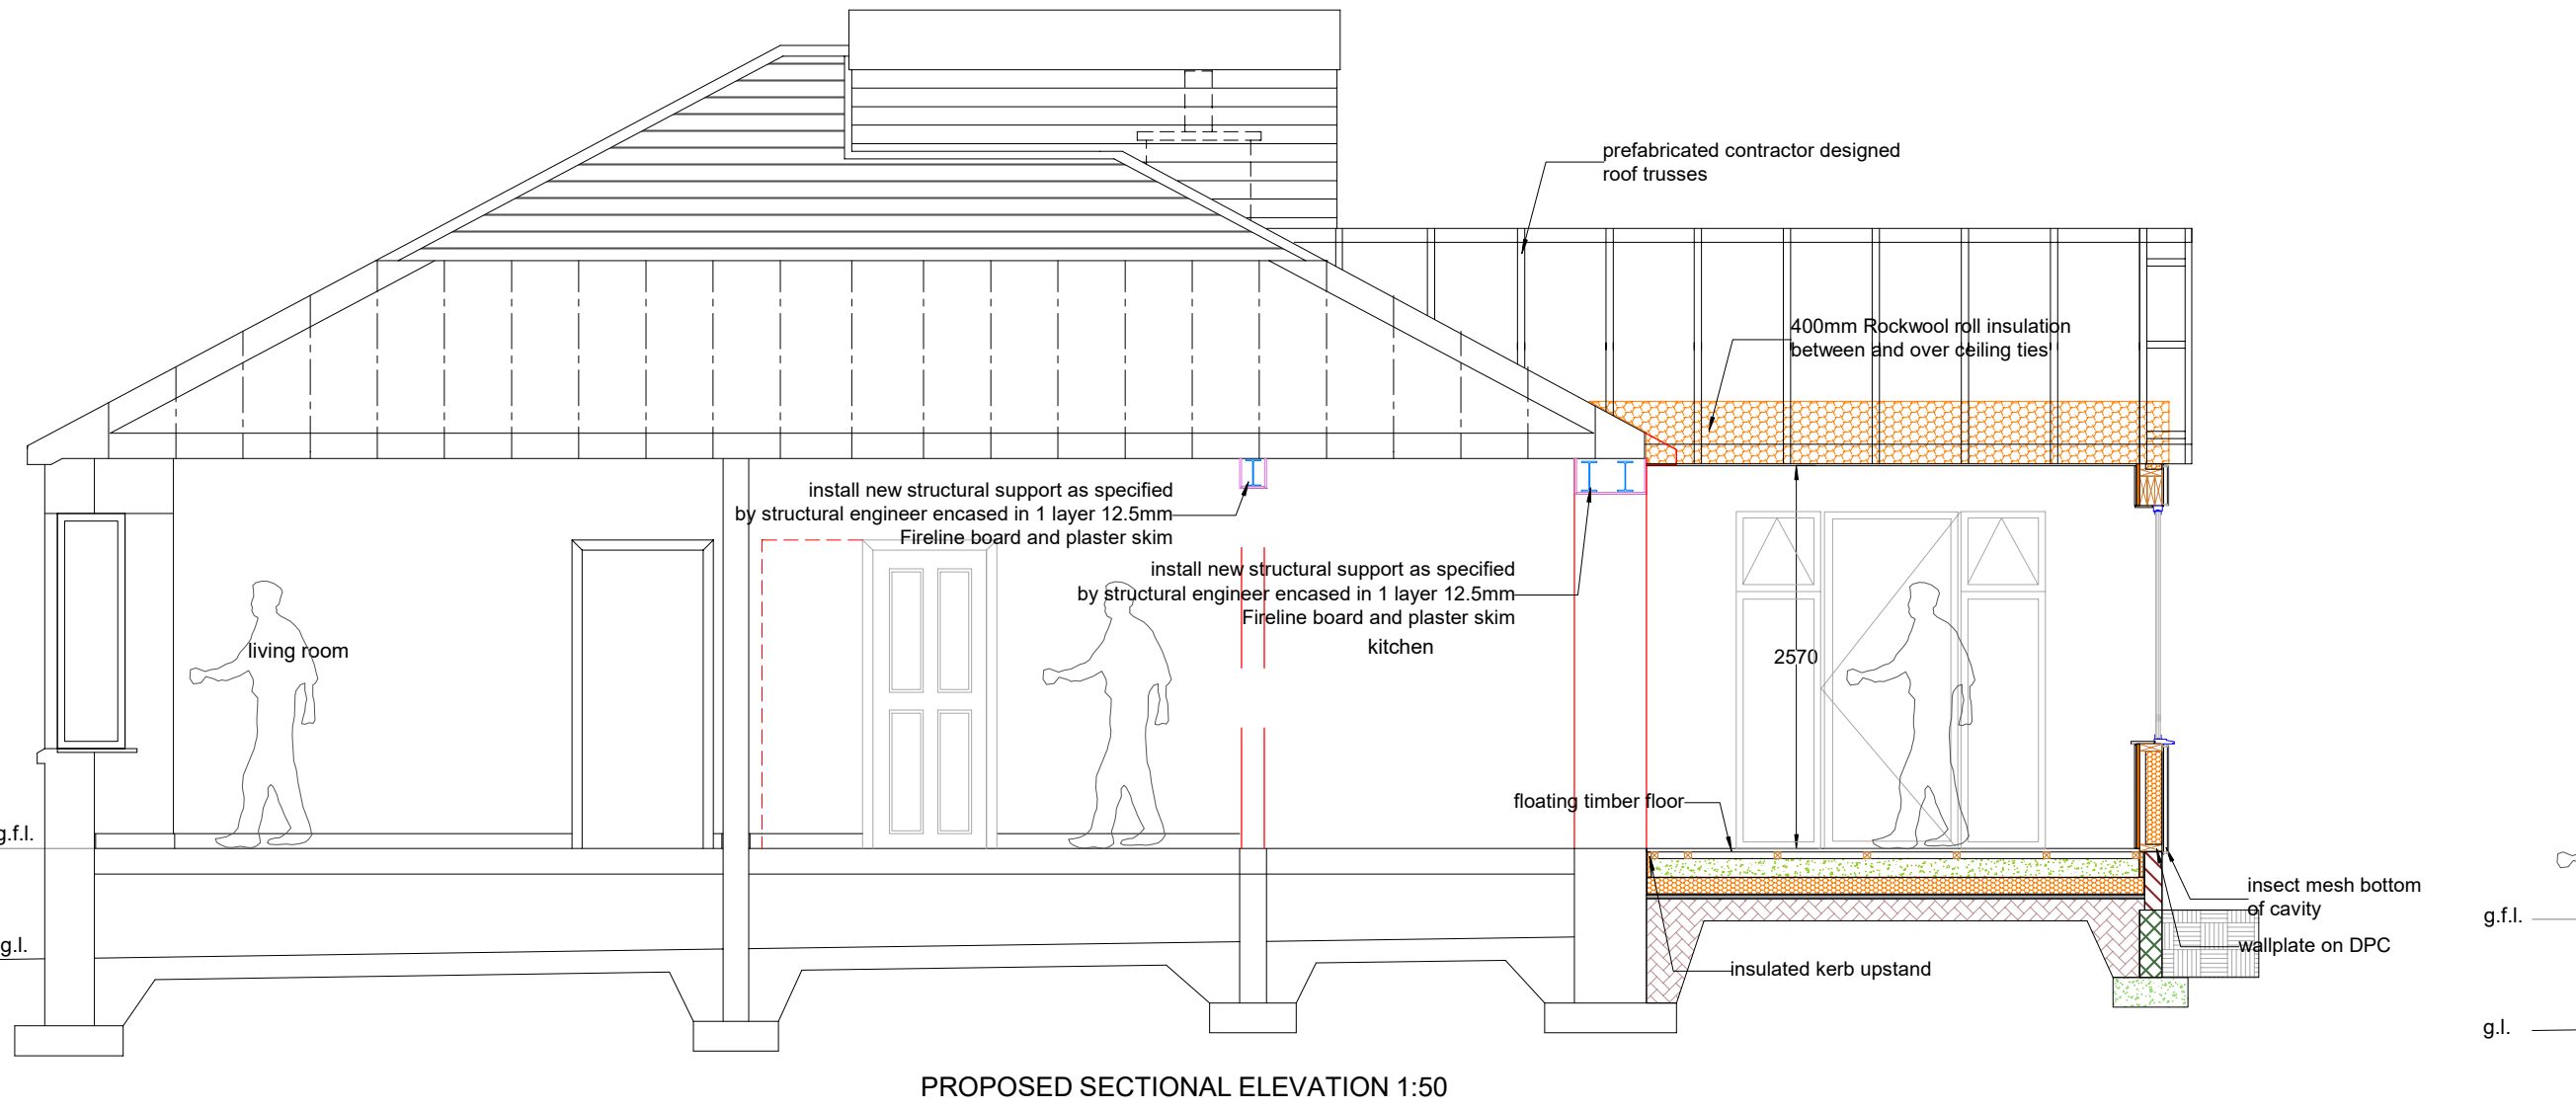 prefabricated contractor designed
roof trusses
400mm Rockwool roll insulation
between and over ceiling ties
install new structural support as specified
by structural engineer encased in 1 layer 12.5mm
Fireline board and plaster skim
install new structural support as specified
by structural engineer encased in 1 layer 12.5mm
Fireline board and plaster skim
kitchen
living room
2570
floating timber floor
g.f.l.
g.l.
insect mesh bottom
of cavity
wallplate on DPC
insulated kerb upstand
g.f.l.
g.l.
PROPOSED SECTIONAL ELEVATION 1:50